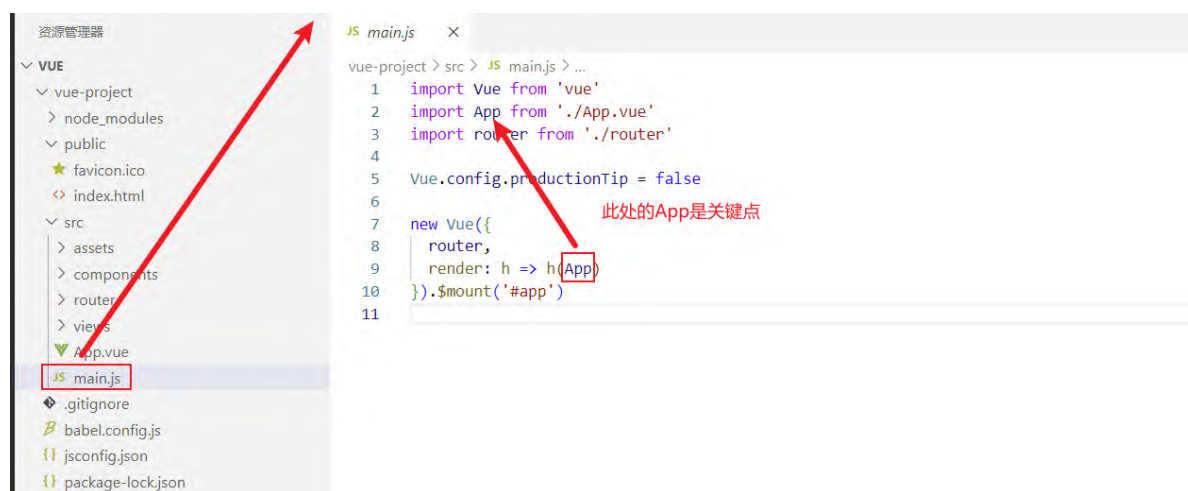 资源管理器
VUE
vue-project
node_modules
public
favicon.ico
index.html
src
assets
components
router
views
App.vue
JS main.js
.gitignore
babel.config.js
{} jsconfig.json
{} package-lock.json
JS main.js ×
vue-project > src > JS main.js > ...
1 import Vue from 'vue'
2 import App from './App.vue'
3 import router from './router'
4
5 Vue.config.productionTip = false
6
此处的App是关键点
7 new Vue({
8 router,
9 render: h => h(App)
10 }).$mount('#app')
11